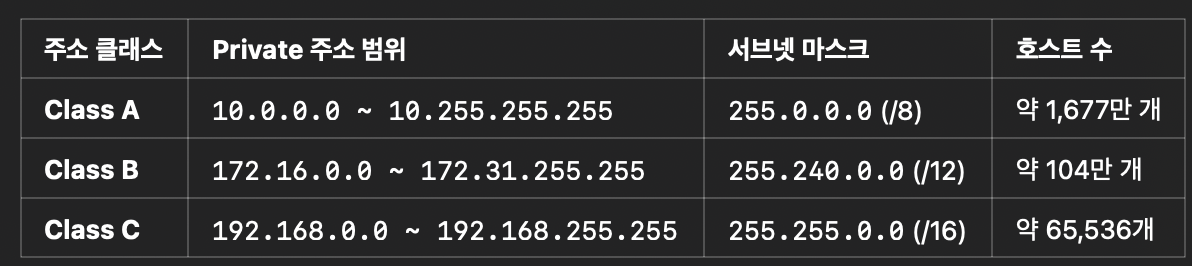 주소 클래스 Private 주소 범위 서브넷 마스크 호스트 수
Class A 10.0.0.0 ~ 10.255.255.255 255.0.0.0 (/8) 약 1,677만 개
Class B 172.16.0.0 ~ 172.31.255.255 255.240.0.0 (/12) 약 104만 개
Class C 192.168.0.0 ~ 192.168.255.255 255.255.0.0 (/16) 약 65,536개